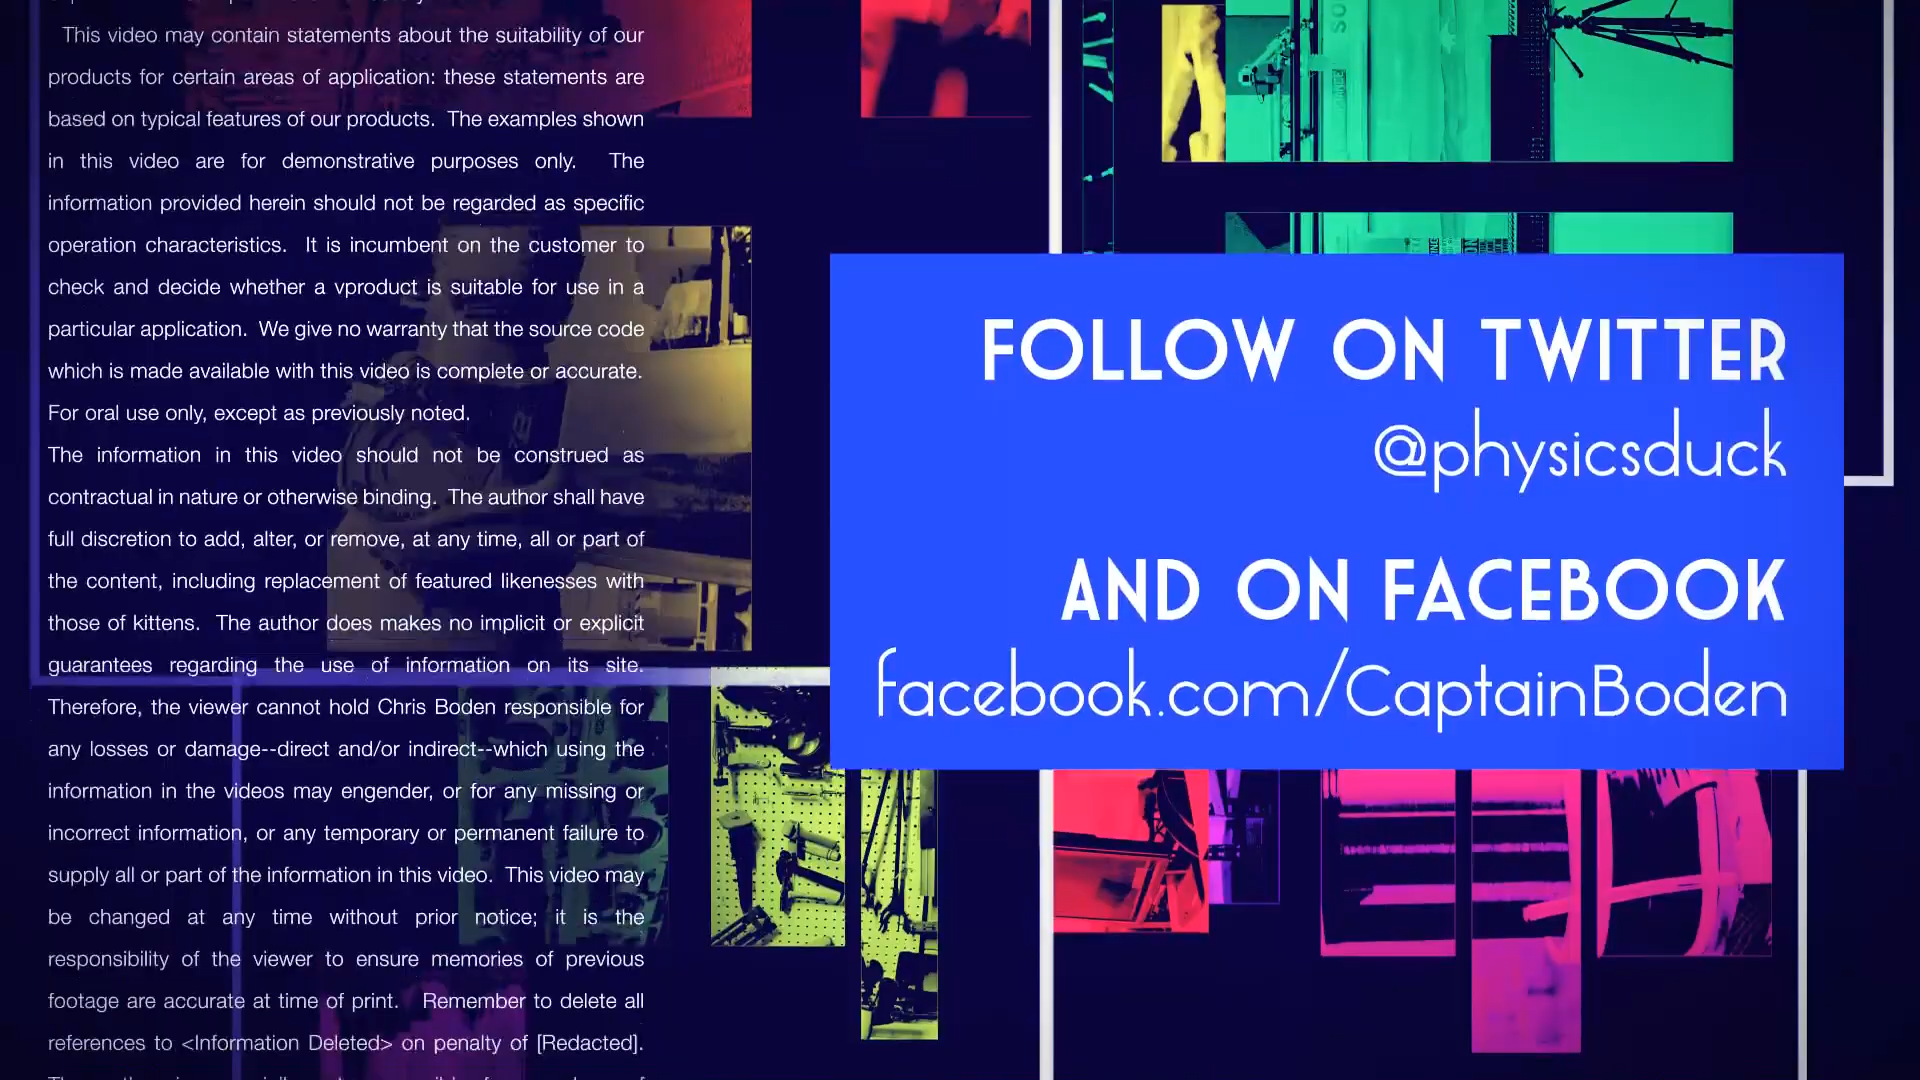 This video may contain statements about the suitability of our
products for certain areas of application: these statements are
based on typical features of our products. The examples shown
in this video are for demonstrative purposes only. The
information provided herein should not be regarded as specific
operation characteristics. It is incumbent on the customer to
check and decide whether a vproduct is suitable for use in a
particular application. We give no warranty that the source code
which is made available with this video is complete or accurate.
For oral use only, except as previously noted.
The information in this video should not be construed as
contractual in nature or otherwise binding. The author shall have
full discretion to add, alter, or remove, at any time, all or part of
the content, including replacement of featured likenesses with
those of kittens. The author does makes no implicit or explicit
guarantees regarding the use of information on its site.
Therefore, the viewer cannot hold Chris Boden responsible for
any losses or damage--direct and/or indirect--which using the
information in the videos may engender, or for any missing or
incorrect information, or any temporary or permanent failure to
supply all or part of the information in this video. This video may
be changed at any time without prior notice; it is the
responsibility of the viewer to ensure memories of previous
footage are accurate at time of print. Remember to delete all
references to <Information Deleted> on penalty of [Redacted].
FOLLOW ON TWITTER
@physicsduck
AND ON FACEBOOK
facebook.com/CaptainBoden